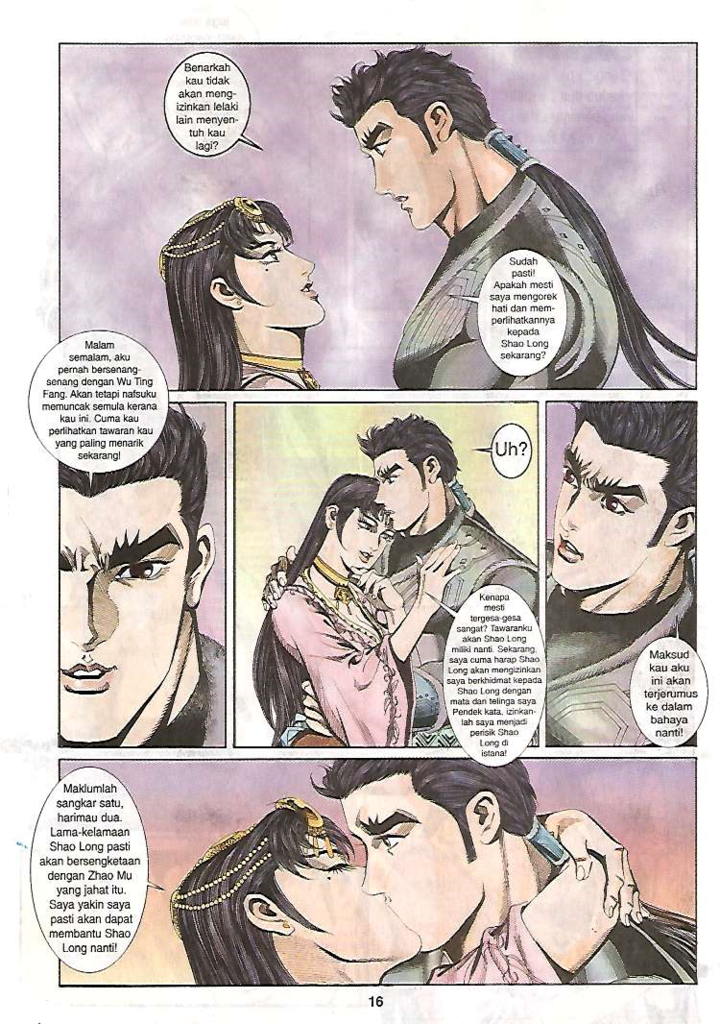 Benarkah
kau tidak
akan meng-
izinkan lelaki
lain menyen-
tuh kau
lagi?
Sudah
pasti!
Apakah mesti
saya mengorek
hati dan mem-
perlihatkannya
kepada
Shao Long
sekarang?
Malam
semalam, aku
pernah bersenang-
senang dengan Wu Ting
Fang. Akan tetapi nafsuku
memuncak semula kerana
kau ini. Cuma kau
perlihatkan tawaran kau
yang paling menarik
sekarang!
Uh?
Kenapa
mesti
tergesa-gesa
sangat? Tawaranku
akan Shao Long
miliki nanti. Sekarang,
saya cuma harap Shao
Long akan mengizinkan
saya berkhidmat kepada
Shao Long dengan
mata dan telinga saya
Pendek kata, izinkan-
lah saya menjadi
perisik Shao
Long di
istana!
Maksud
kau aku
ini akan
terjerumus
ke dalam
bahaya
nanti!
Maklumlah
sangkar satu,
harimau dua.
Lama-kelamaan
Shao Long pasti
akan bersengketaan
dengan Zhao Mu
yang jahat itu.
Saya yakin saya
pasti akan dapat
membantu Shao
Long nanti!
16